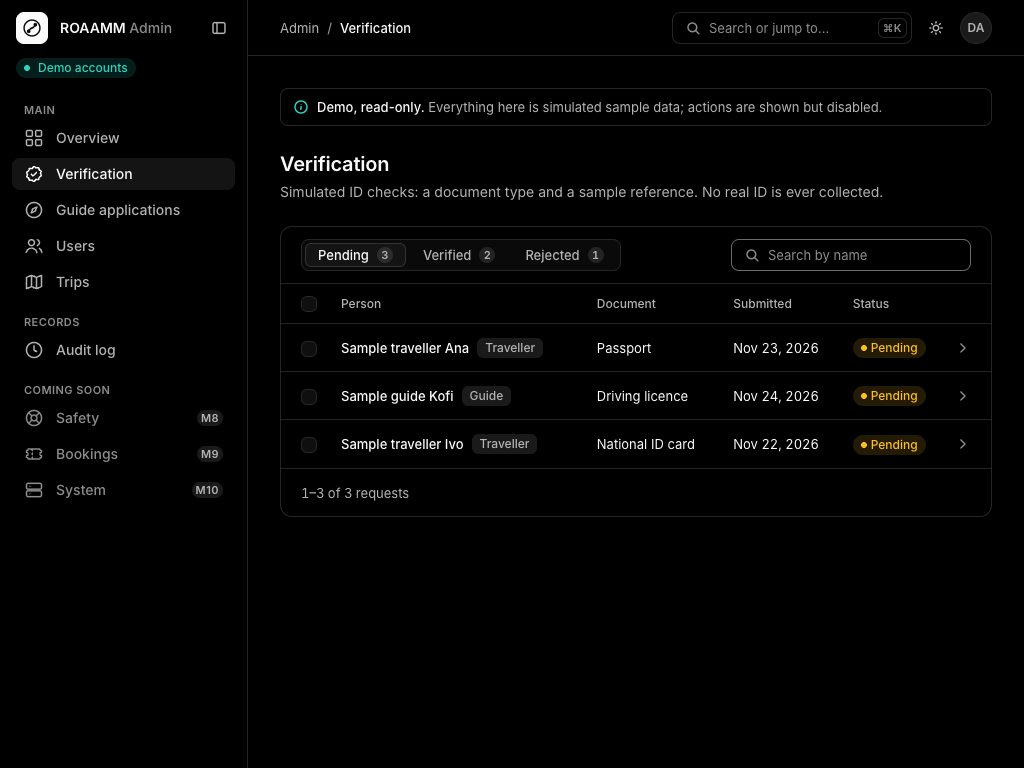 ROAAMM Admin
Demo accounts
MAIN
Overview
Verification
Guide applications
Users
Trips
RECORDS
Audit log
COMING SOON
Safety M8
Bookings M9
System M10
Admin / Verification
Search or jump to... ⌘K
DA
Demo, read-only. Everything here is simulated sample data; actions are shown but disabled.
Verification
Simulated ID checks: a document type and a sample reference. No real ID is ever collected.
Pending 3 Verified 2 Rejected 1
Search by name
Person Document Submitted Status
Sample traveller Ana Traveller Passport Nov 23, 2026 Pending
Sample guide Kofi Guide Driving licence Nov 24, 2026 Pending
Sample traveller Ivo Traveller National ID card Nov 22, 2026 Pending
1–3 of 3 requests